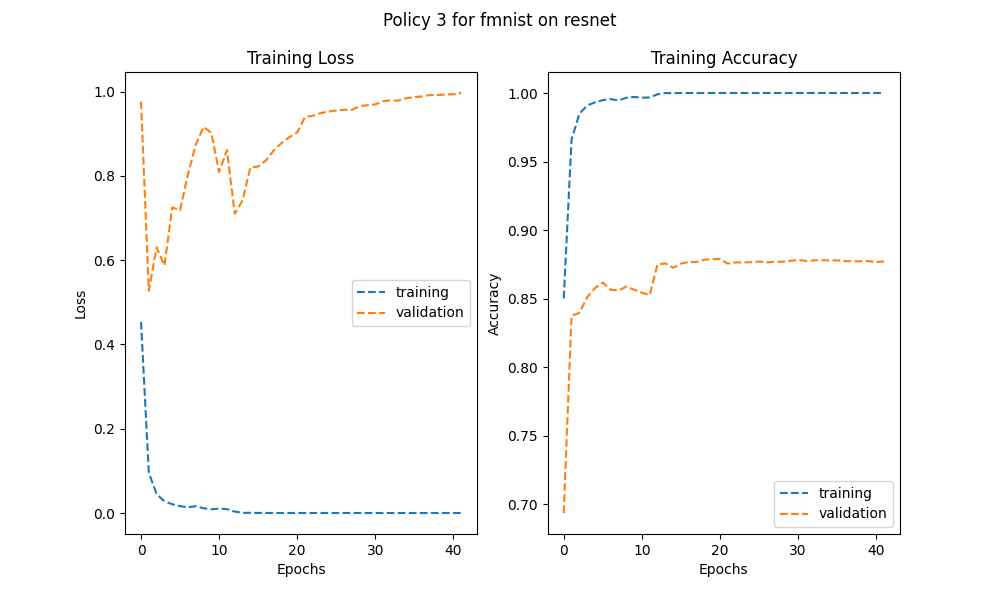 Policy 3 for fmnist on resnet
Training Loss
1.0
0.8
0.6
0.4
0.2
0.0
Loss
training
validation
0
10
20
30
40
Epochs
Training Accuracy
1.00
0.95
0.90
0.85
0.80
0.75
0.70
Accuracy
training
validation
0
10
20
30
40
Epochs